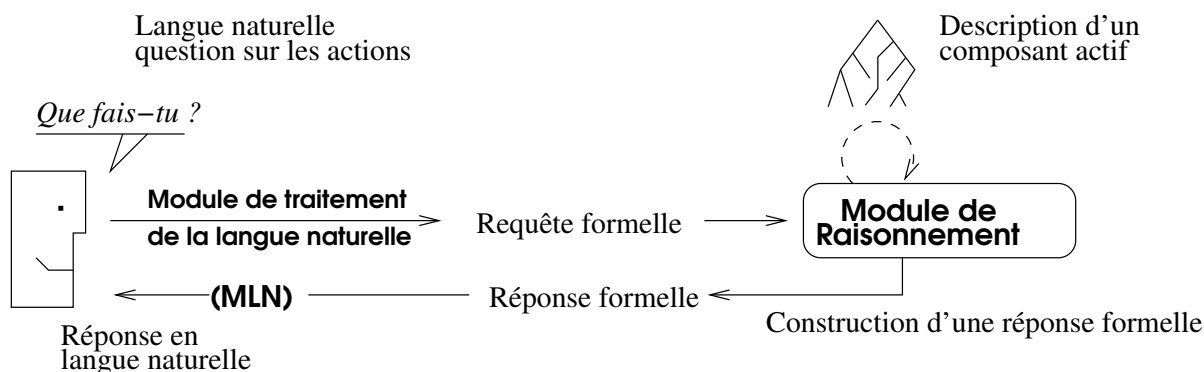 Langue naturelle
question sur les actions
Description d’un
composant actif
Que fais−tu ?
Module de traitement
de la langue naturelle
Requête formelle
Module de
Raisonnement
(MLN)
Réponse formelle
Construction d’une réponse formelle
Réponse en
langue naturelle